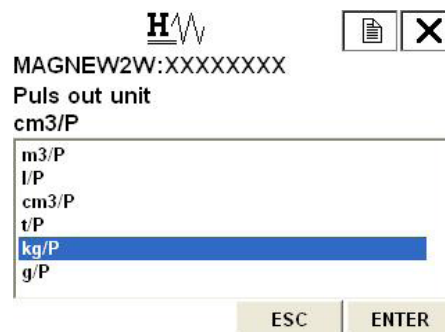 H
MAGNEW2W:XXXXXXXX
Puls out unit
cm3/P
m3/P
l/P
cm3/P
t/P
kg/P
g/P
ESC ENTER